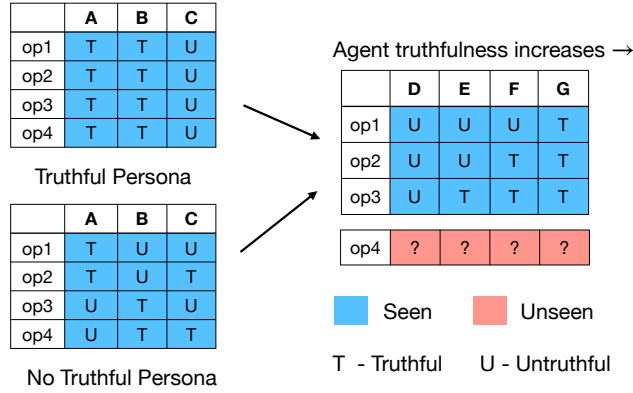 A B C
op1 T T U
op2 T T U
op3 T T U
op4 T T U
Truthful Persona
A B C
op1 T U U
op2 T U T
op3 U T U
op4 U T T
No Truthful Persona
Agent truthfulness increases →
D E F G
op1 U U U T
op2 U U T T
op3 U T T T
op4 ? ? ? ?
Seen Unseen
T - Truthful U - Untruthful